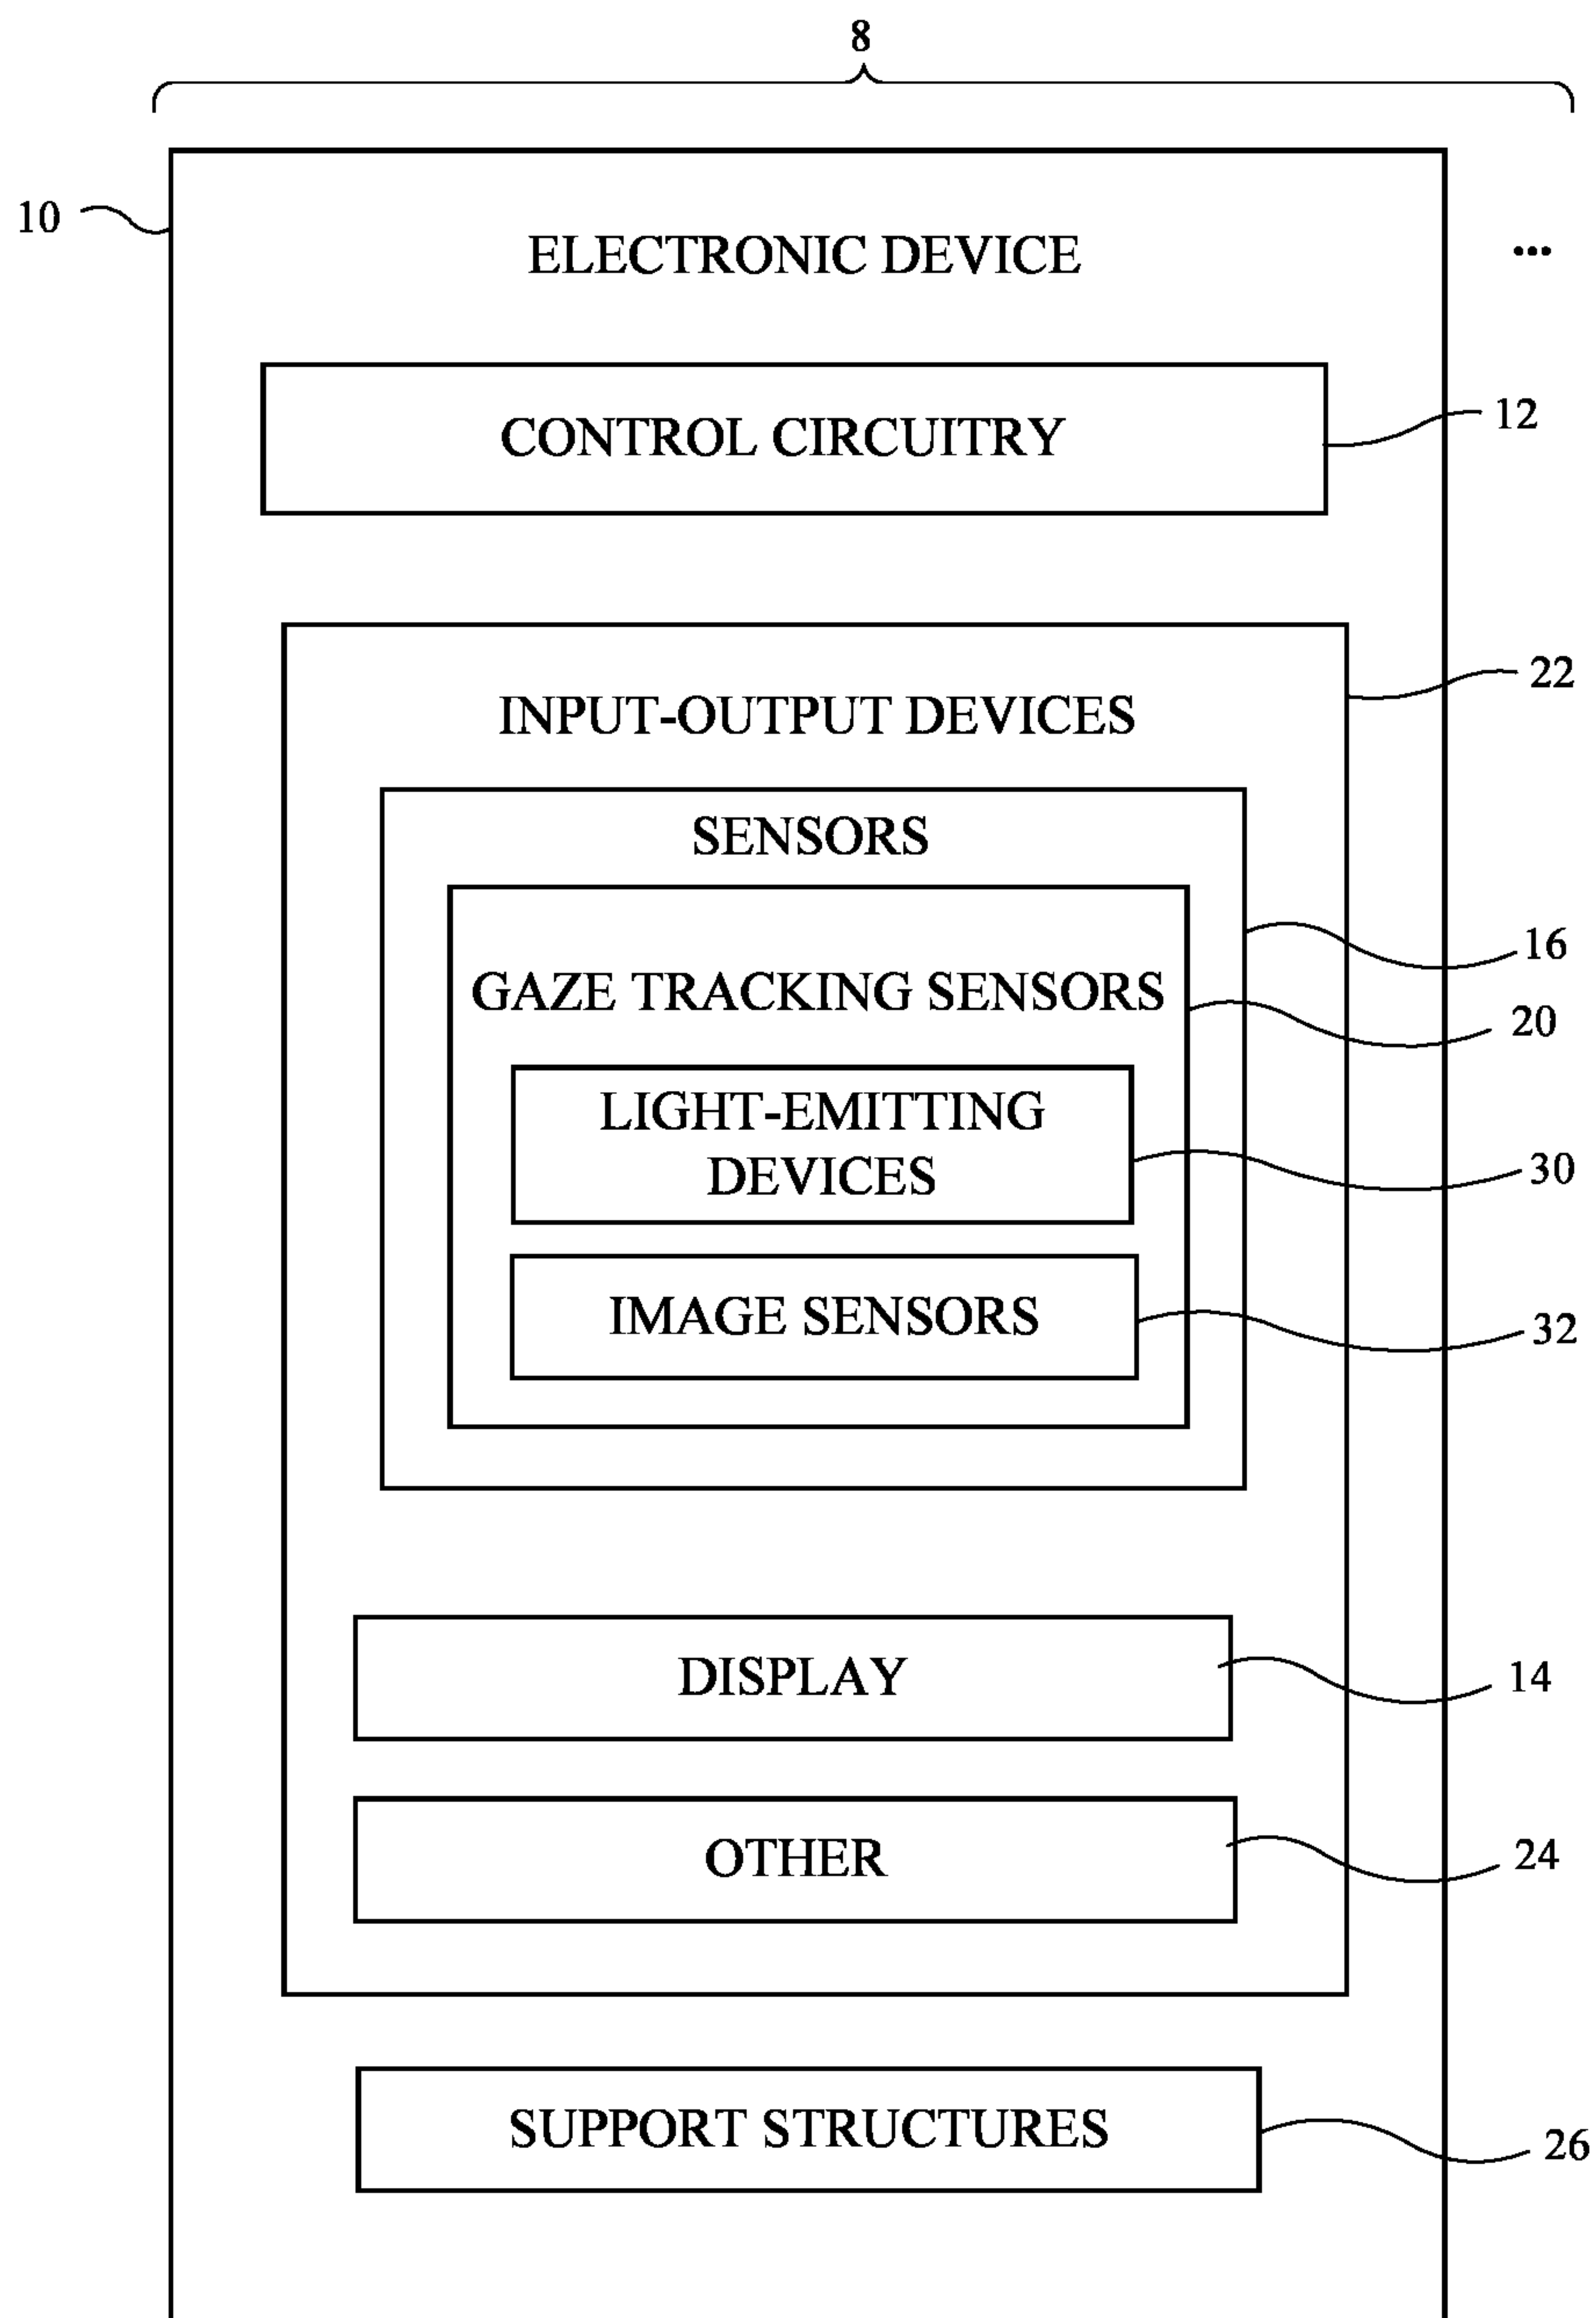 8
10
ELECTRONIC DEVICE
...
CONTROL CIRCUITRY
12
INPUT-OUTPUT DEVICES
22
SENSORS
16
GAZE TRACKING SENSORS
20
LIGHT-EMITTING
DEVICES
30
IMAGE SENSORS
32
DISPLAY
14
OTHER
24
SUPPORT STRUCTURES
26